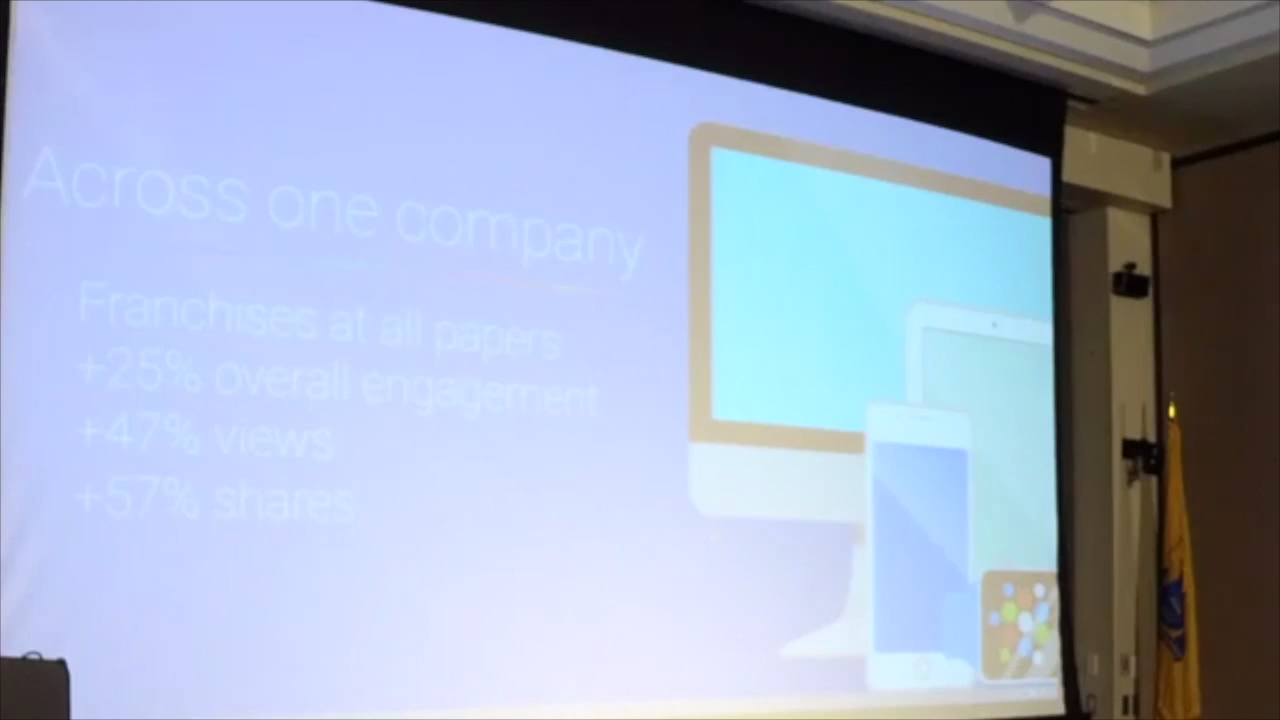 Across one company
Franchises at all papers
+25% overall engagement
+47% views
+57% shares